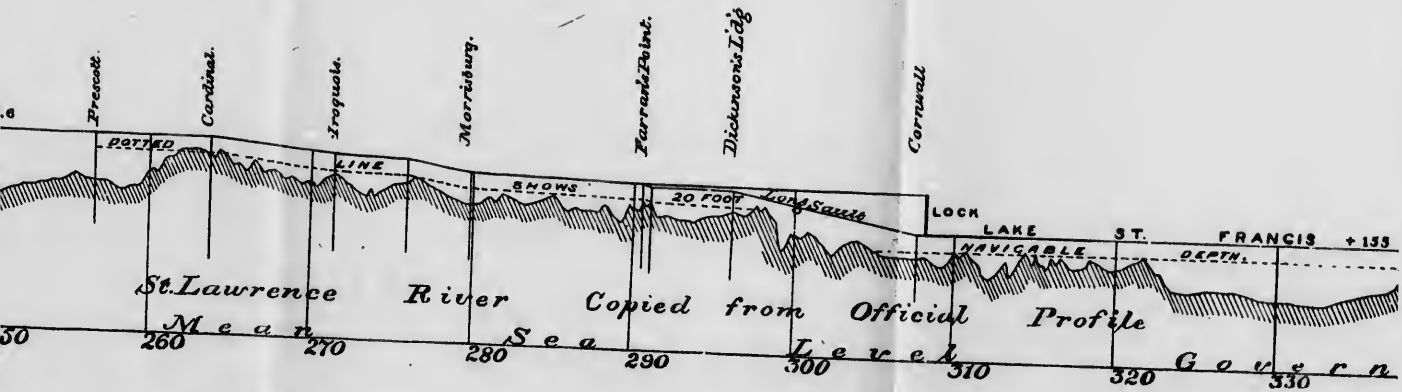 Prescott.
Cardinal.
Iroquois.
Morrisburg.
Farran's Point.
Dickinson's L'd'g
Cornwall
.6
DOTTED LINE SHOWS 20 FOOT NAVIGABLE DEPTH.
Long Sault
LOCK
LAKE ST. FRANCIS +155
St. Lawrence River Copied from Official Profile
Mean Sea Level Govern
50 260 270 280 290 300 310 320 330